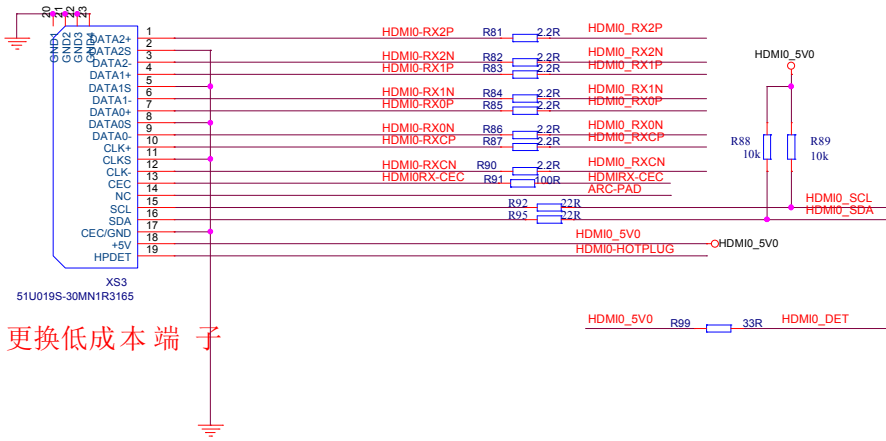 20
21
22
23
GND1
GND2
GND3
GND4
DATA2+ 1 HDMI0-RX2P R81 2.2R HDMI0_RX2P
DATA2S 2
DATA2- 3 HDMI0-RX2N R82 2.2R HDMI0_RX2N
DATA1+ 4 HDMI0-RX1P R83 2.2R HDMI0_RX1P
DATA1S 5
DATA1- 6 HDMI0-RX1N R84 2.2R HDMI0_RX1N
DATA0+ 7 HDMI0-RX0P R85 2.2R HDMI0_RX0P
DATA0S 8
DATA0- 9 HDMI0-RX0N R86 2.2R HDMI0_RX0N
CLK+ 10 HDMI0-RXCP R87 2.2R HDMI0_RXCP
CLKS 11
CLK- 12 HDMI0-RXCN R90 2.2R HDMI0_RXCN
CEC 13 HDMI0RX-CEC R91 100R HDMIRX-CEC
NC 14 ARC-PAD
SCL 15 R92 22R HDMI0_SCL
SDA 16 R95 22R HDMI0_SDA
CEC/GND 17
+5V 18 HDMI0_5V0 HDMI0_5V0
HPDET 19 HDMI0-HOTPLUG
HDMI0_5V0
R88 10k
R89 10k
XS3
51U019S-30MN1R3165
HDMI0_5V0 R99 33R HDMI0_DET
更换低成本端子